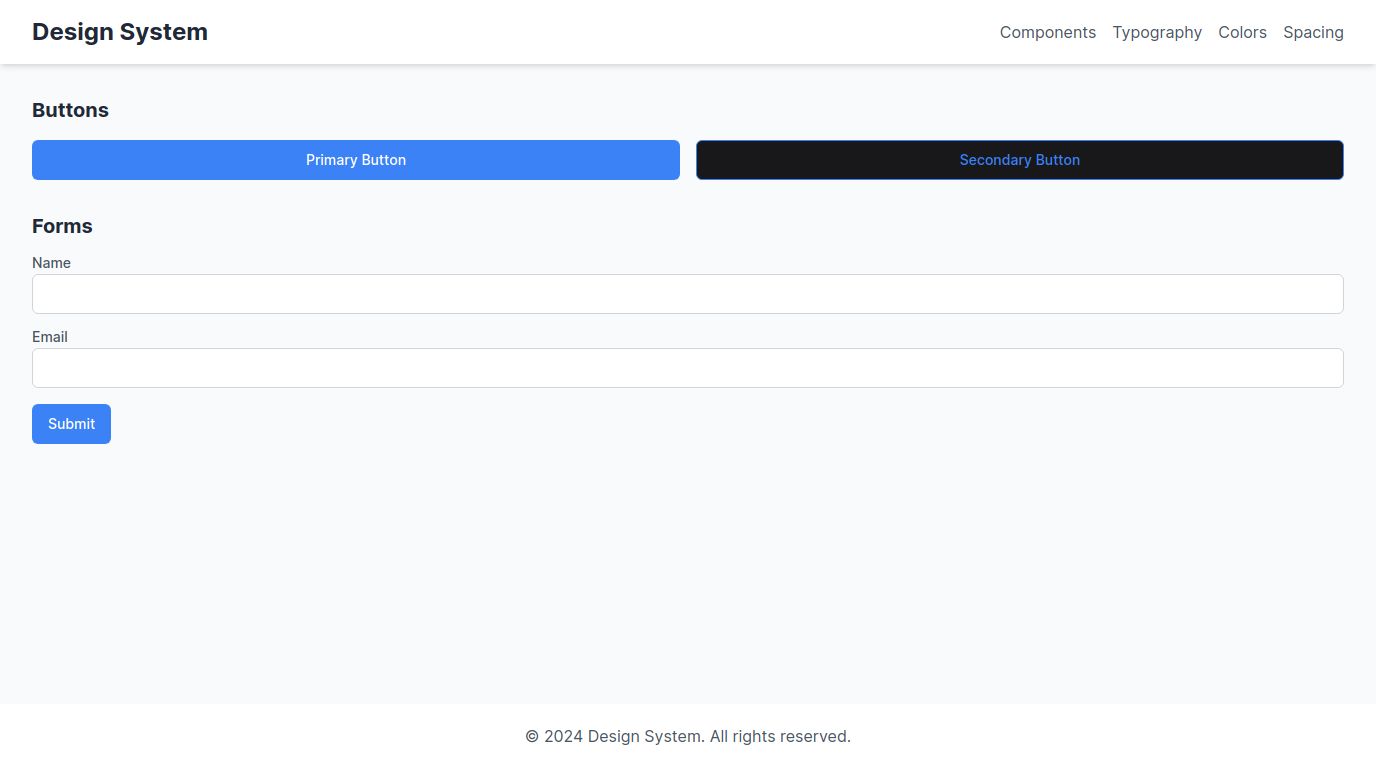 Design System
Components Typography Colors Spacing
Buttons
Primary Button
Secondary Button
Forms
Name
Email
Submit
© 2024 Design System. All rights reserved.